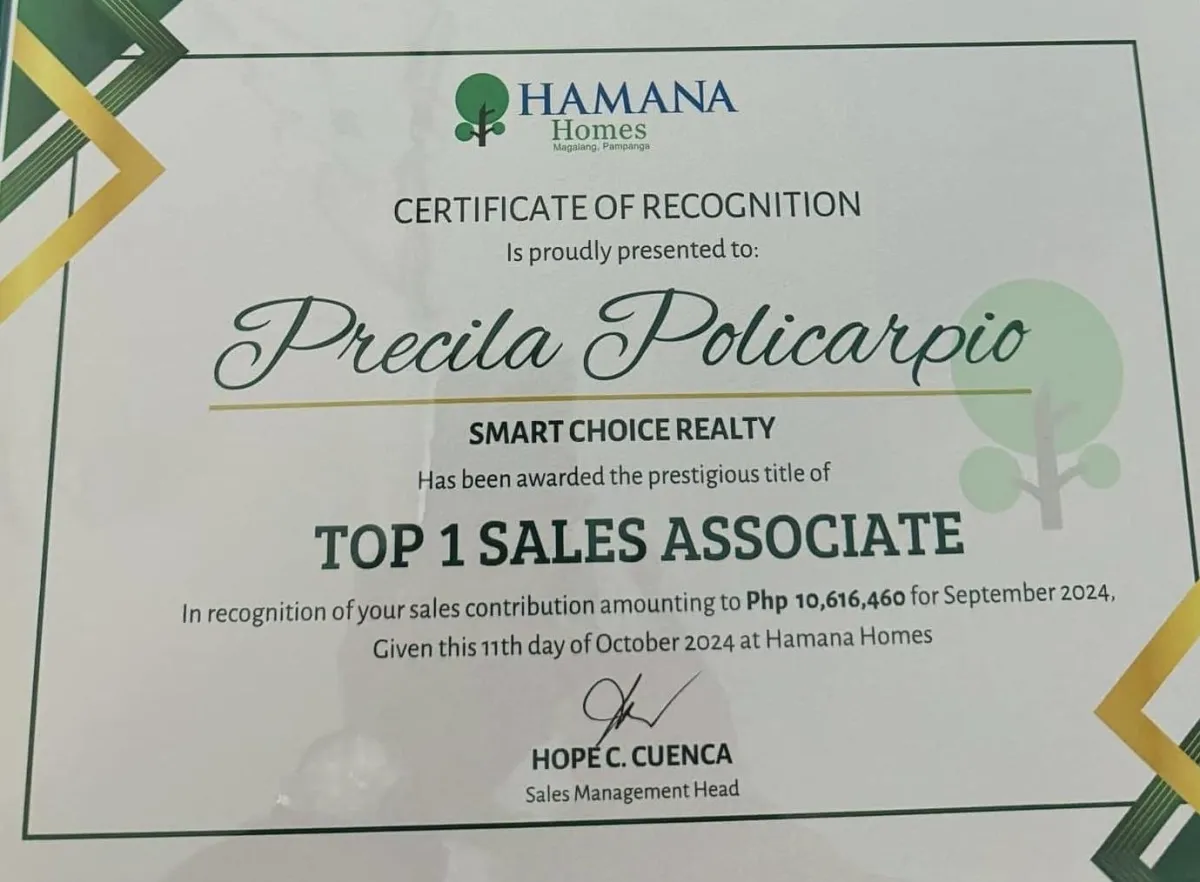 HAMANA
Homes
Magalang, Pampanga
CERTIFICATE OF RECOGNITION
Is proudly presented to:
Precila Policarpio
SMART CHOICE REALTY
Has been awarded the prestigious title of
TOP 1 SALES ASSOCIATE
In recognition of your sales contribution amounting to Php 10,616,460 for September 2024,
Given this 11th day of October 2024 at Hamana Homes
HOPE C. CUENCA
Sales Management Head